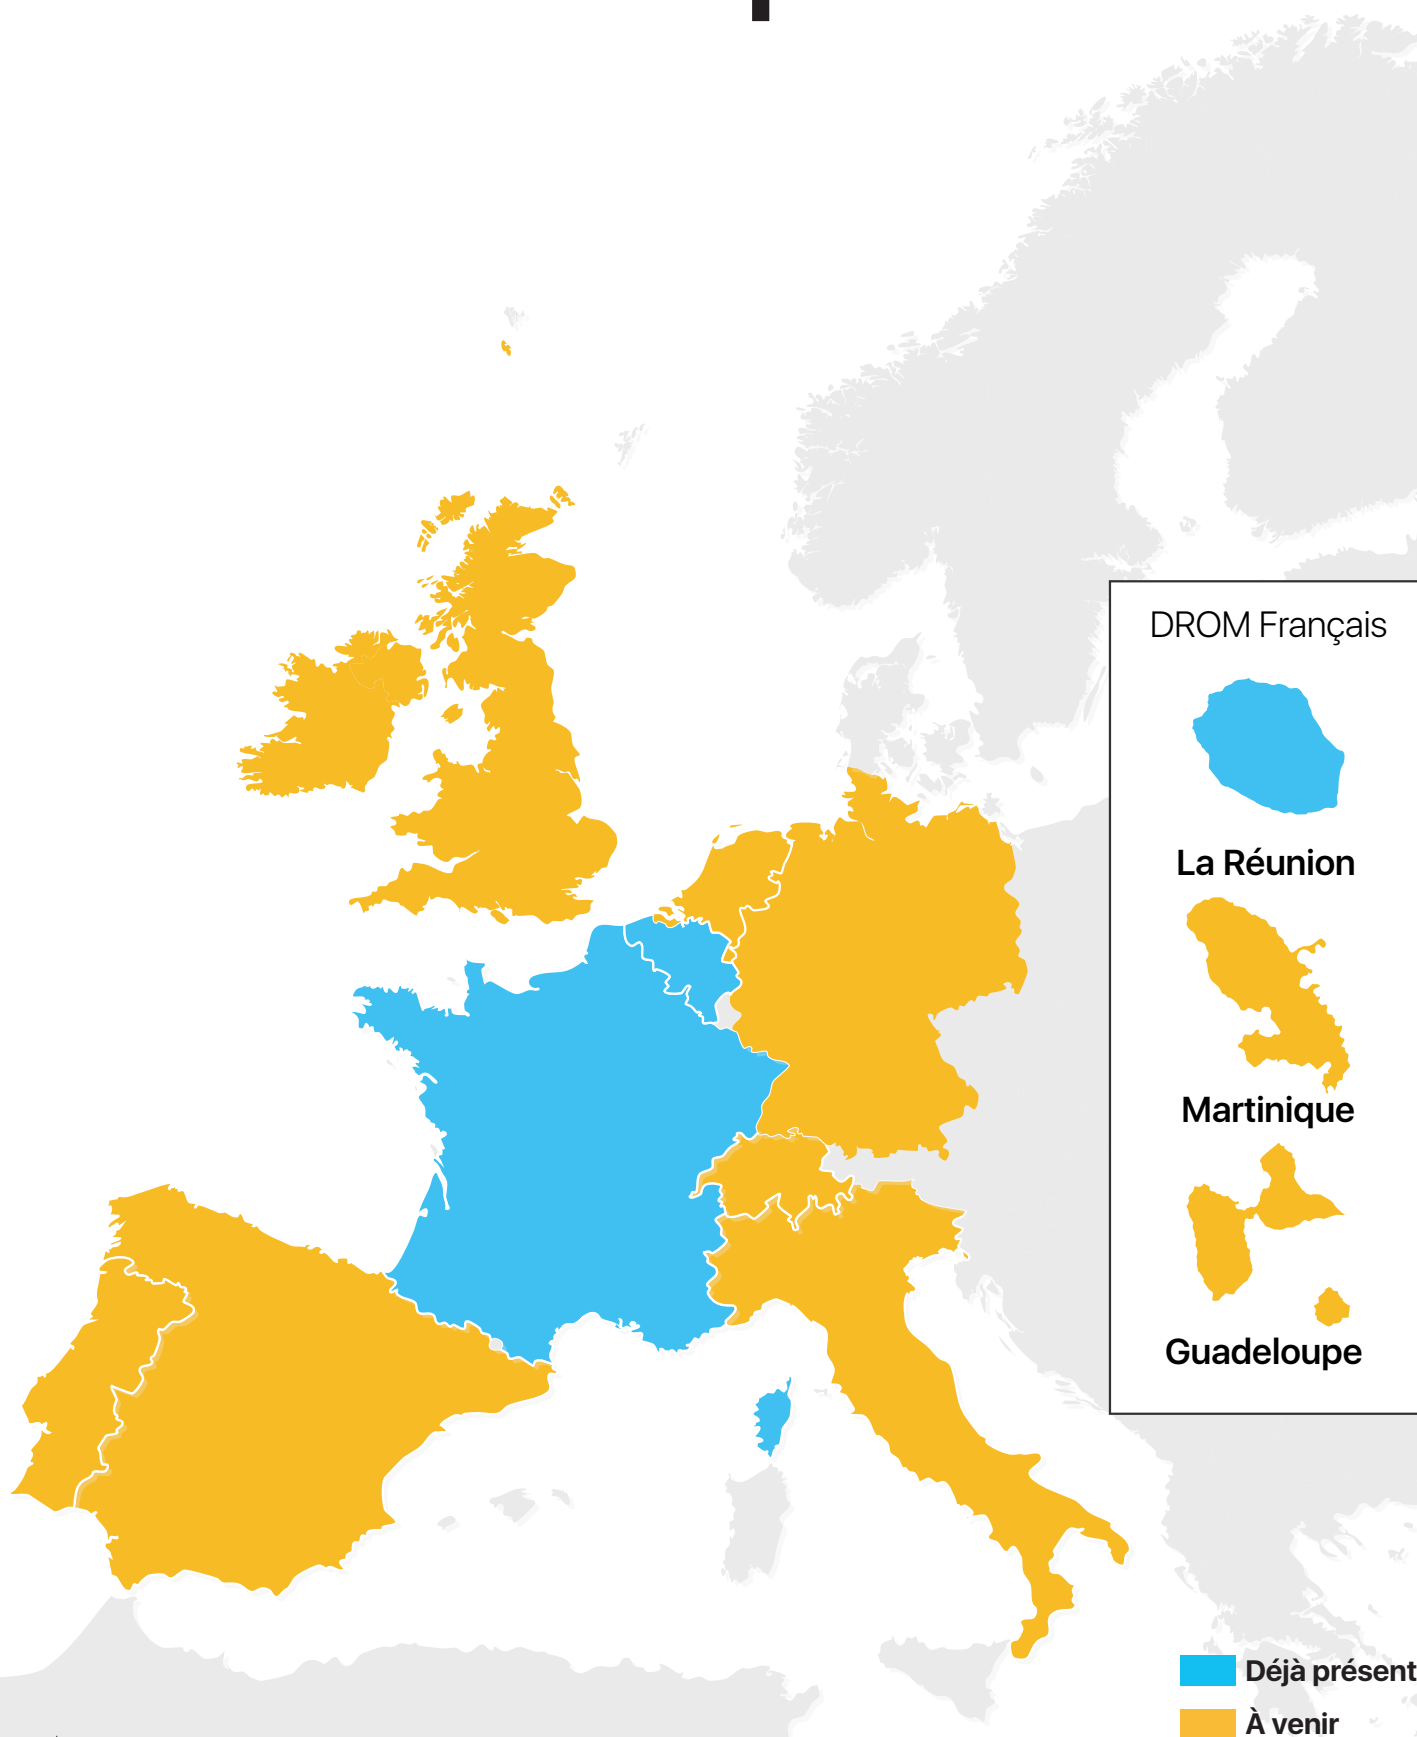 DROM Français
La Réunion
Martinique
Guadeloupe
Déjà présent
À venir